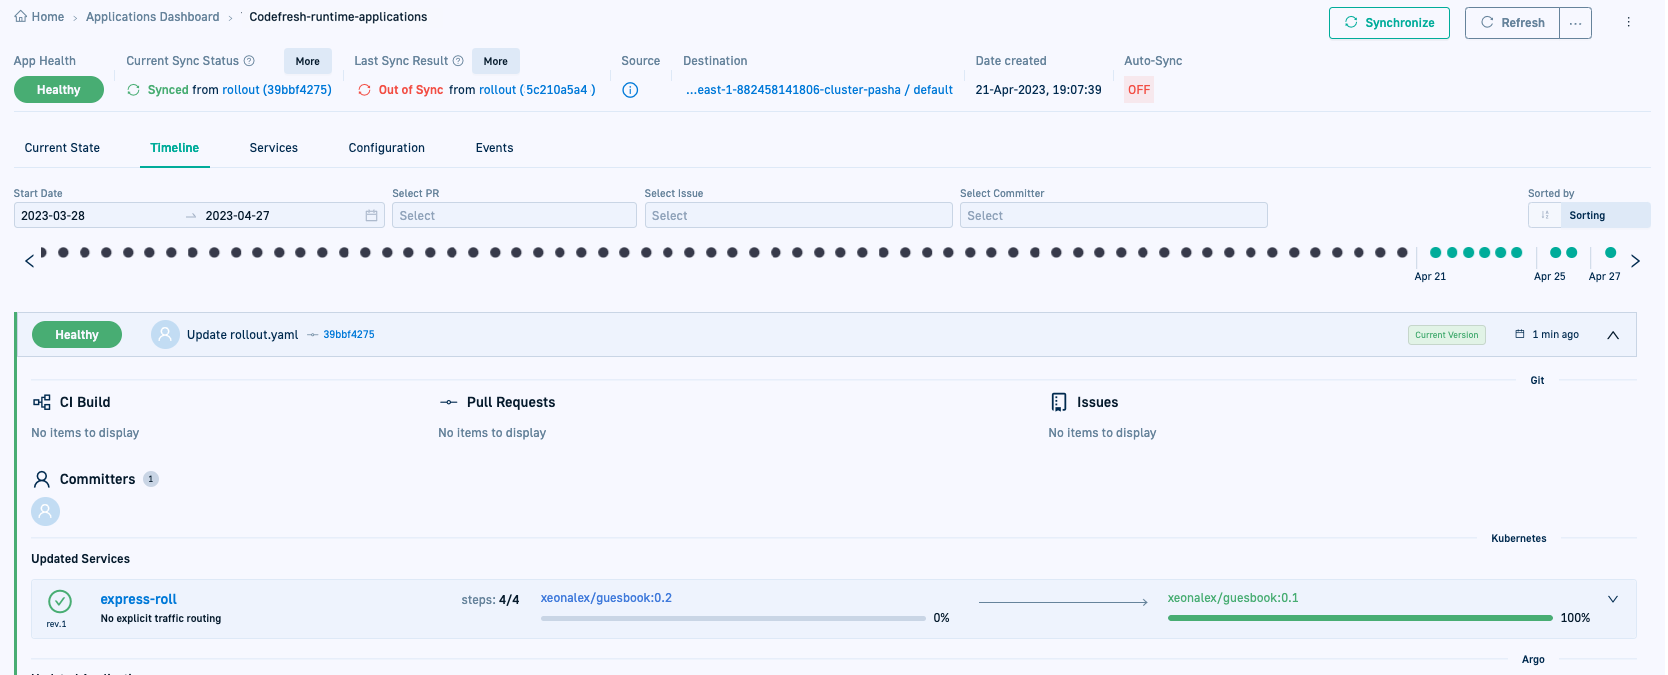 Home > Applications Dashboard > Codefresh-runtime-applications
Synchronize
Refresh
...
App Health
Current Sync Status
More
Last Sync Result
More
Source
Destination
Date created
Auto-Sync
Healthy
Synced from rollout (39bbf4275)
Out of Sync from rollout ( 5c210a5a4 )
...east-1-882458141806-cluster-pasha / default
21-Apr-2023, 19:07:39
OFF
Current State
Timeline
Services
Configuration
Events
Start Date
Select PR
Select Issue
Select Committer
Sorted by
2023-03-28 → 2023-04-27
Select
Select
Select
Sorting
Apr 21
Apr 25
Apr 27
Healthy
Update rollout.yaml
39bbf4275
Current Version
1 min ago
Git
CI Build
Pull Requests
Issues
No items to display
No items to display
No items to display
Committers 1
Kubernetes
Updated Services
express-roll
steps: 4/4
xeonalex/guesbook:0.2
xeonalex/guesbook:0.1
rev.1
No explicit traffic routing
0%
100%
Argo